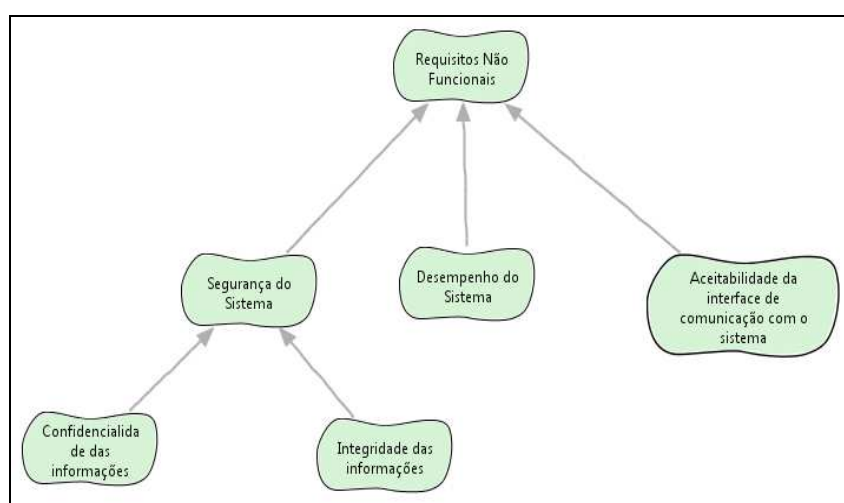 Requisitos Não
Funcionais
Segurança do
Sistema
Desempenho do
Sistema
Aceitabilidade da
interface de
comunicação com o
sistema
Confidencialida
de das
informações
Integridade das
informações